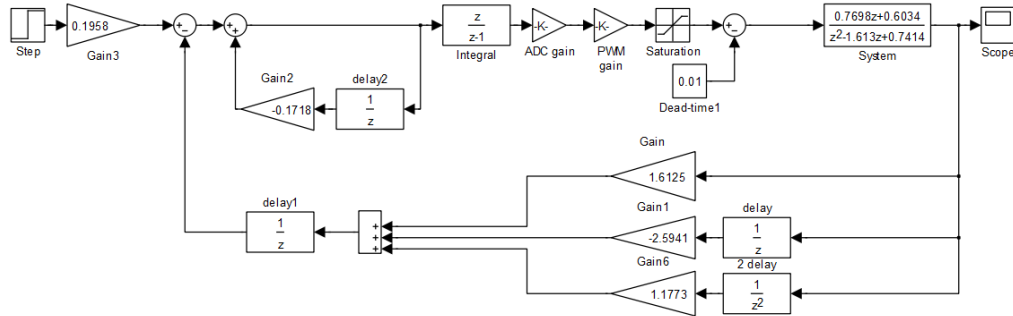 Step
0.1958
Gain3
z
z-1
Integral
-K-
ADC gain
-K-
PWM
gain
Saturation
0.01
Dead-time1
0.7698z+0.6034
z²-1.613z+0.7414
System
Scope
Gain2
-0.1718
delay2
1
z
Gain
1.6125
delay1
1
z
Gain1
-2.5941
delay
1
z
Gain6
1.1773
2 delay
1
z²